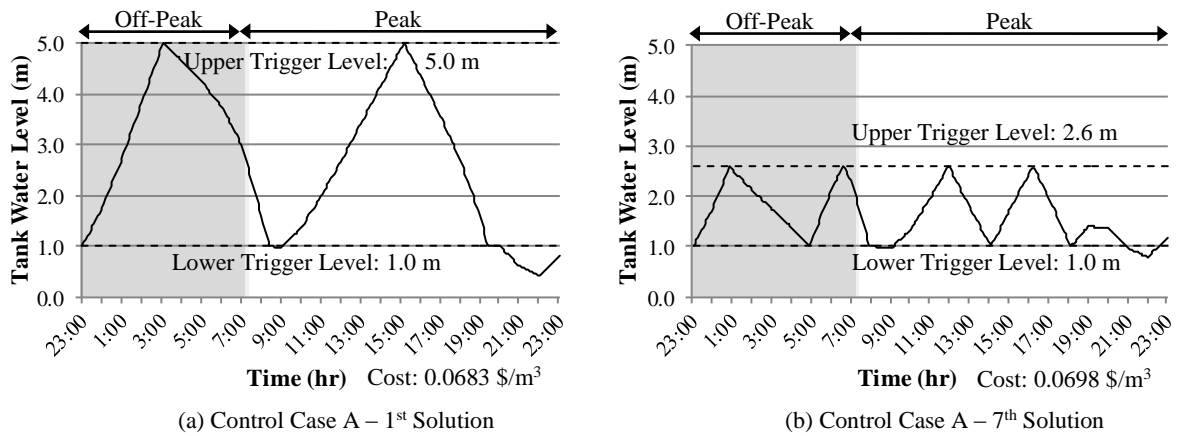 Off-Peak
Peak
Tank Water Level (m)
5.0
4.0
3.0
2.0
1.0
0.0
Upper Trigger Level: 5.0 m
Lower Trigger Level: 1.0 m
23:00
1:00
3:00
5:00
7:00
9:00
11:00
13:00
15:00
17:00
19:00
21:00
23:00
Time (hr) Cost: 0.0683 $/m³
(a) Control Case A – 1st Solution
Off-Peak
Peak
Tank Water Level (m)
5.0
4.0
3.0
2.0
1.0
0.0
Upper Trigger Level: 2.6 m
Lower Trigger Level: 1.0 m
23:00
1:00
3:00
5:00
7:00
9:00
11:00
13:00
15:00
17:00
19:00
21:00
23:00
Time (hr) Cost: 0.0698 $/m³
(b) Control Case A – 7th Solution